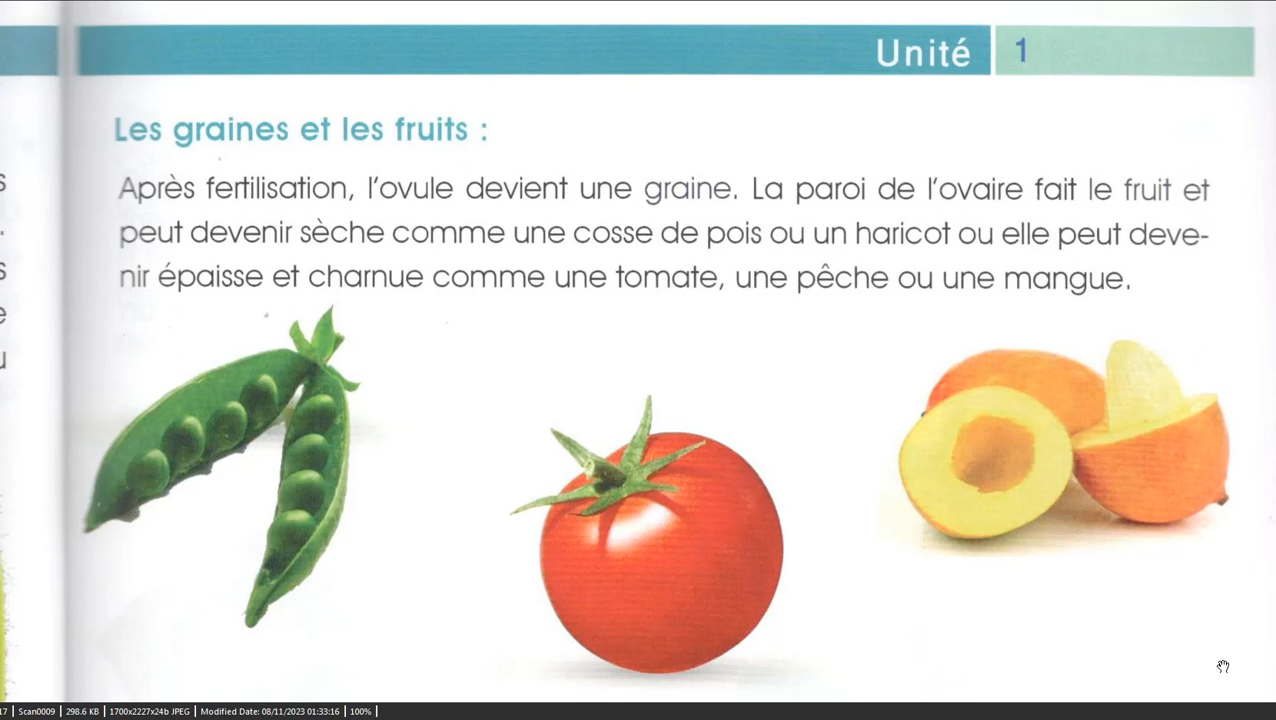 Unité 1
Les graines et les fruits :
Après fertilisation, l'ovule devient une graine. La paroi de l'ovaire fait le fruit et
peut devenir sèche comme une cosse de pois ou un haricot ou elle peut deve-
nir épaisse et charnue comme une tomate, une pêche ou une mangue.
17 | Scan0009 | 298.6 KB | 1700x2227x24b JPEG | Modified Date: 08/11/2023 01:33:16 | 100% |